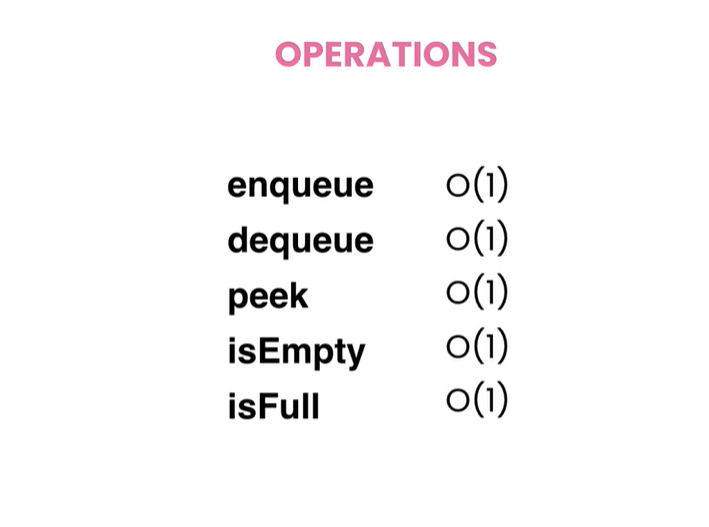 OPERATIONS
enqueue O(1)
dequeue O(1)
peek O(1)
isEmpty O(1)
isFull O(1)